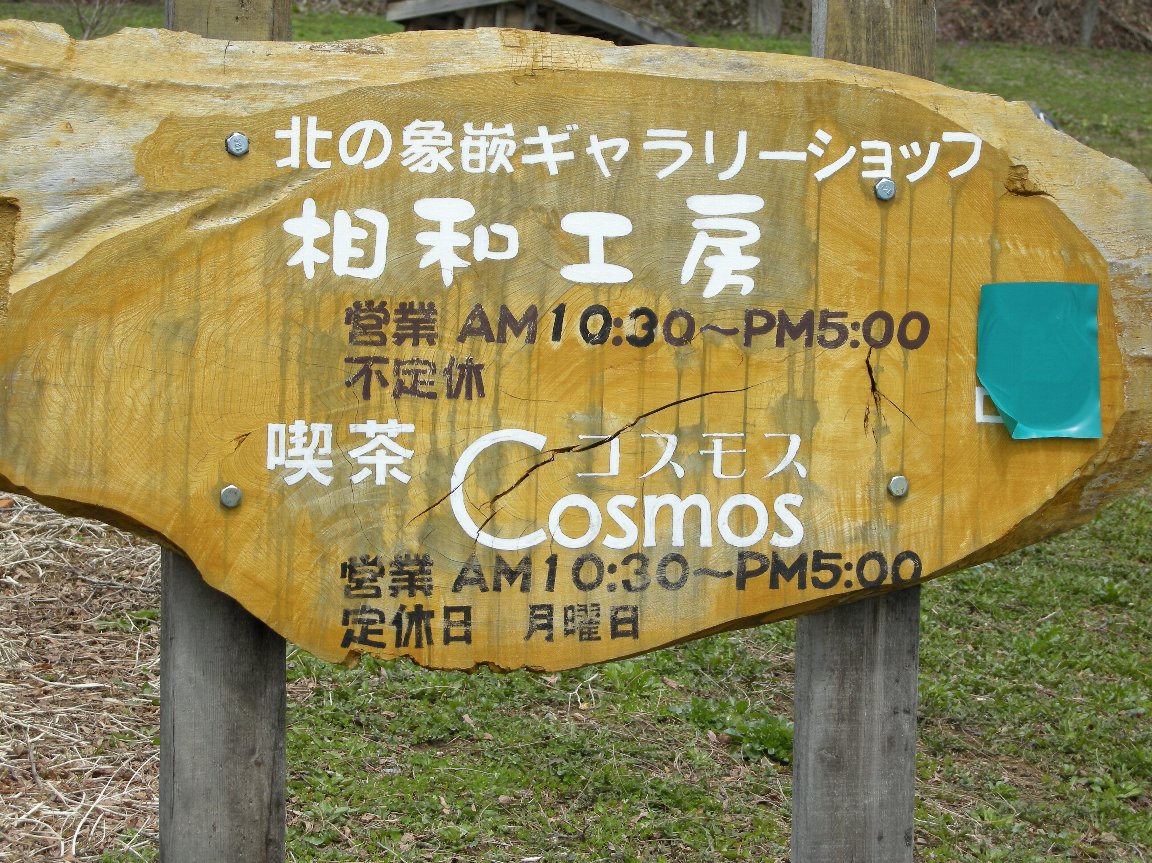 北の象嵌ギャラリーショップ
相和工房
営業 AM10:30~PM5:00
不定休
喫茶 コスモス
Cosmos
営業 AM10:30~PM5:00
定休日 月曜日